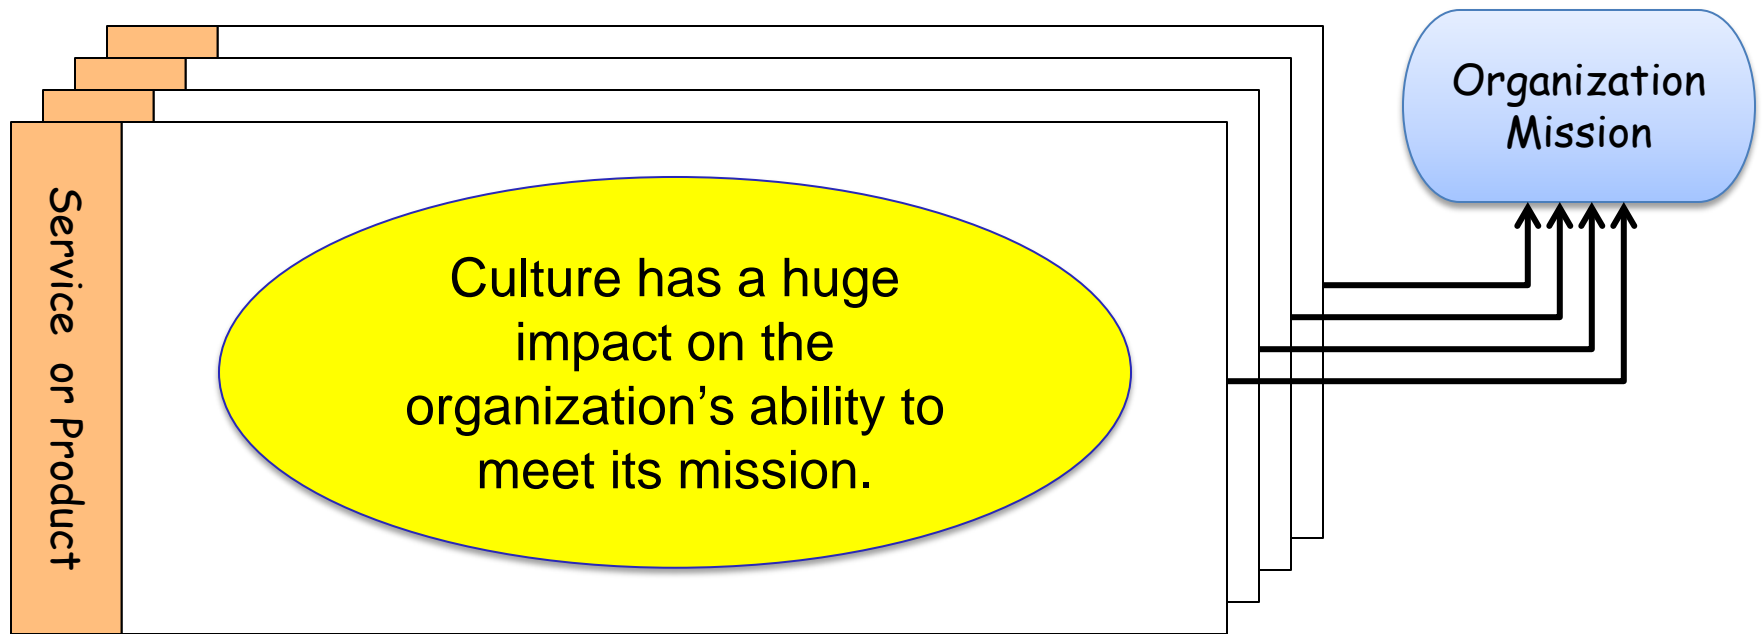 Organization
Mission
Service or Product
Culture has a huge
impact on the
organization’s ability to
meet its mission.